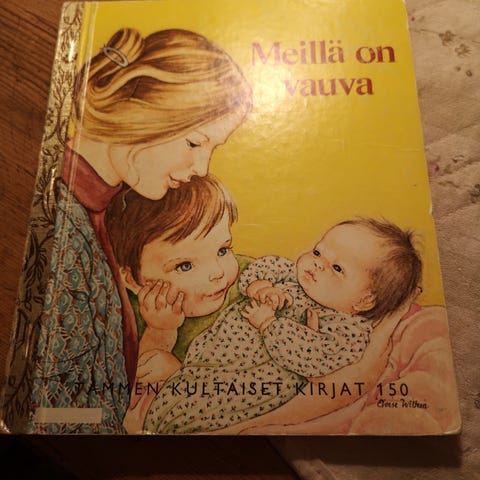 Meillä on
vauva
TAMMEN KULTAISET KIRJAT 150
Eloise Wilkin